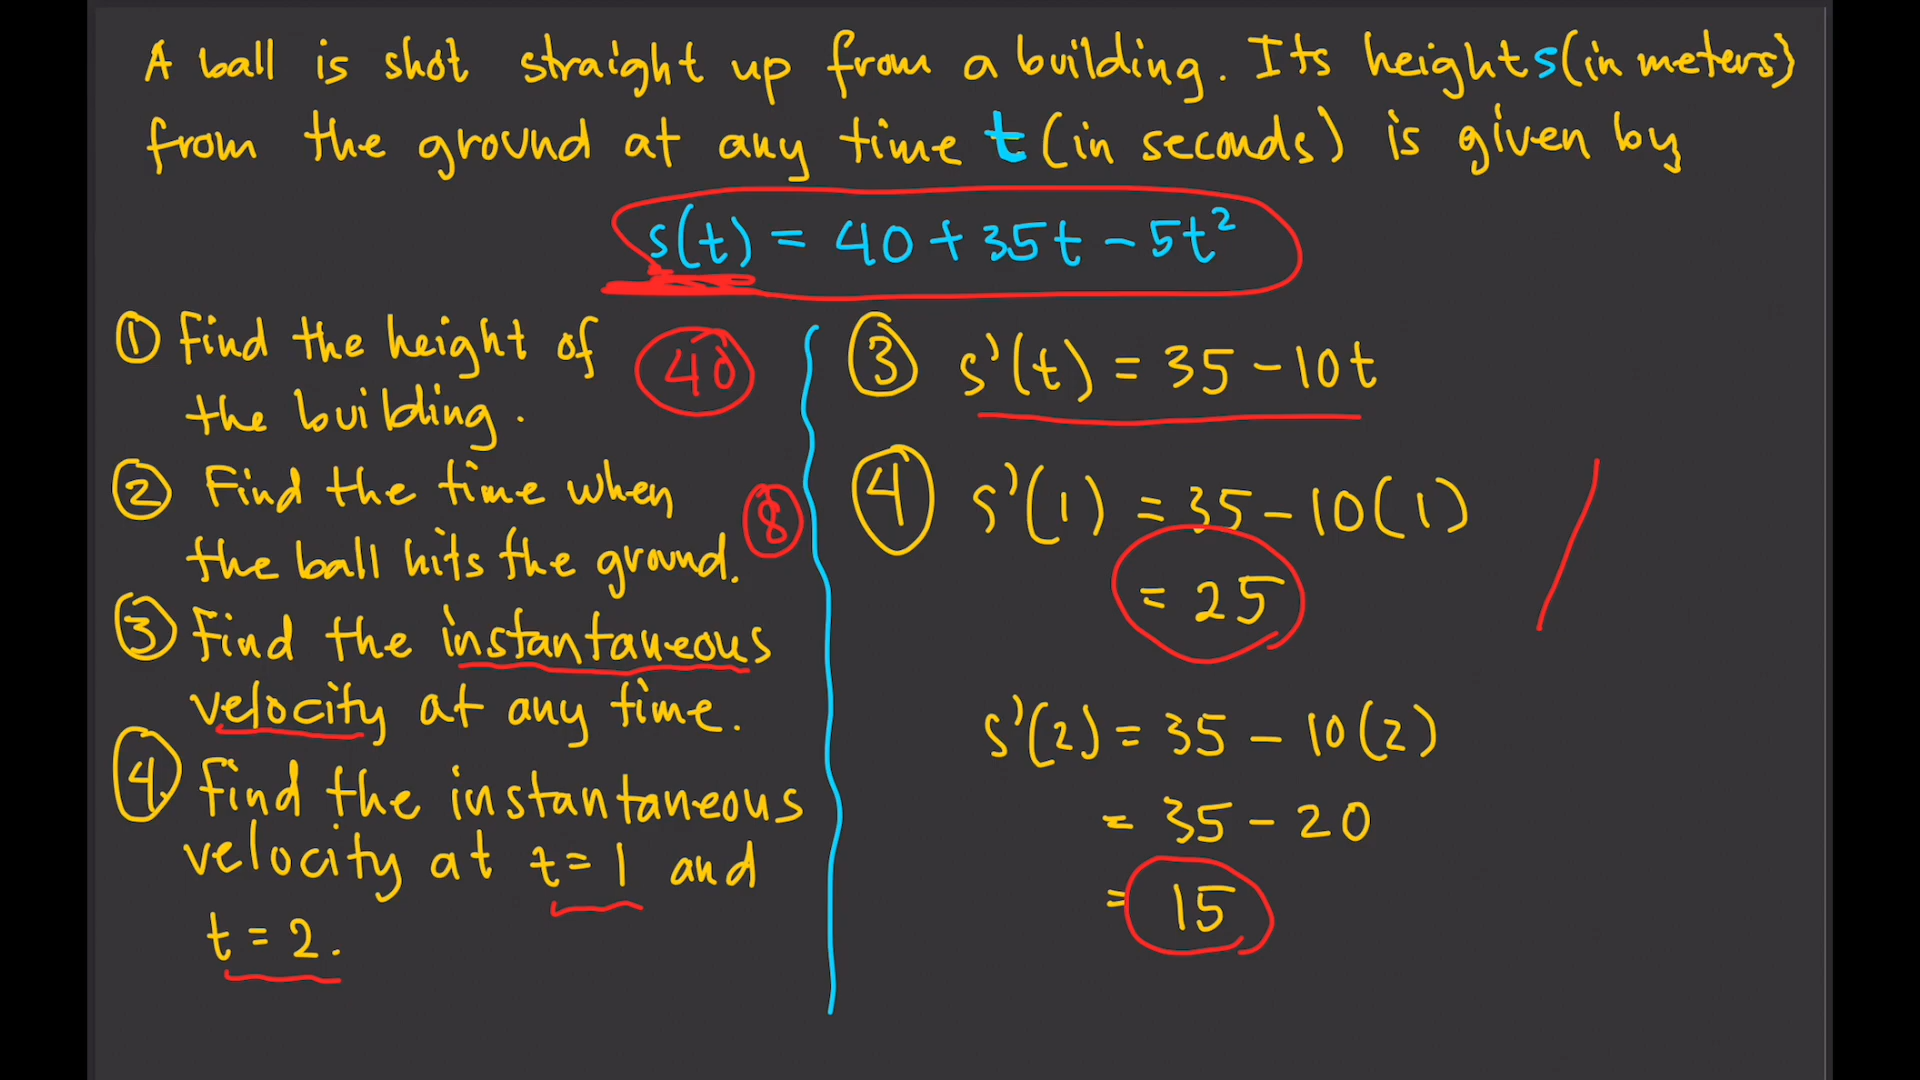 A ball is shot straight up from a building. Its height s (in meters)
from the ground at any time t (in seconds) is given by
s(t) = 40 + 35t - 5t²
① Find the height of
the building.
40
② Find the time when
the ball hits the ground.
8
③ Find the instantaneous
velocity at any time.
④ Find the instantaneous
velocity at t = 1 and
t = 2.
③ s'(t) = 35 - 10t
④ s'(1) = 35 - 10(1)
= 25
s'(2) = 35 - 10(2)
= 35 - 20
= 15